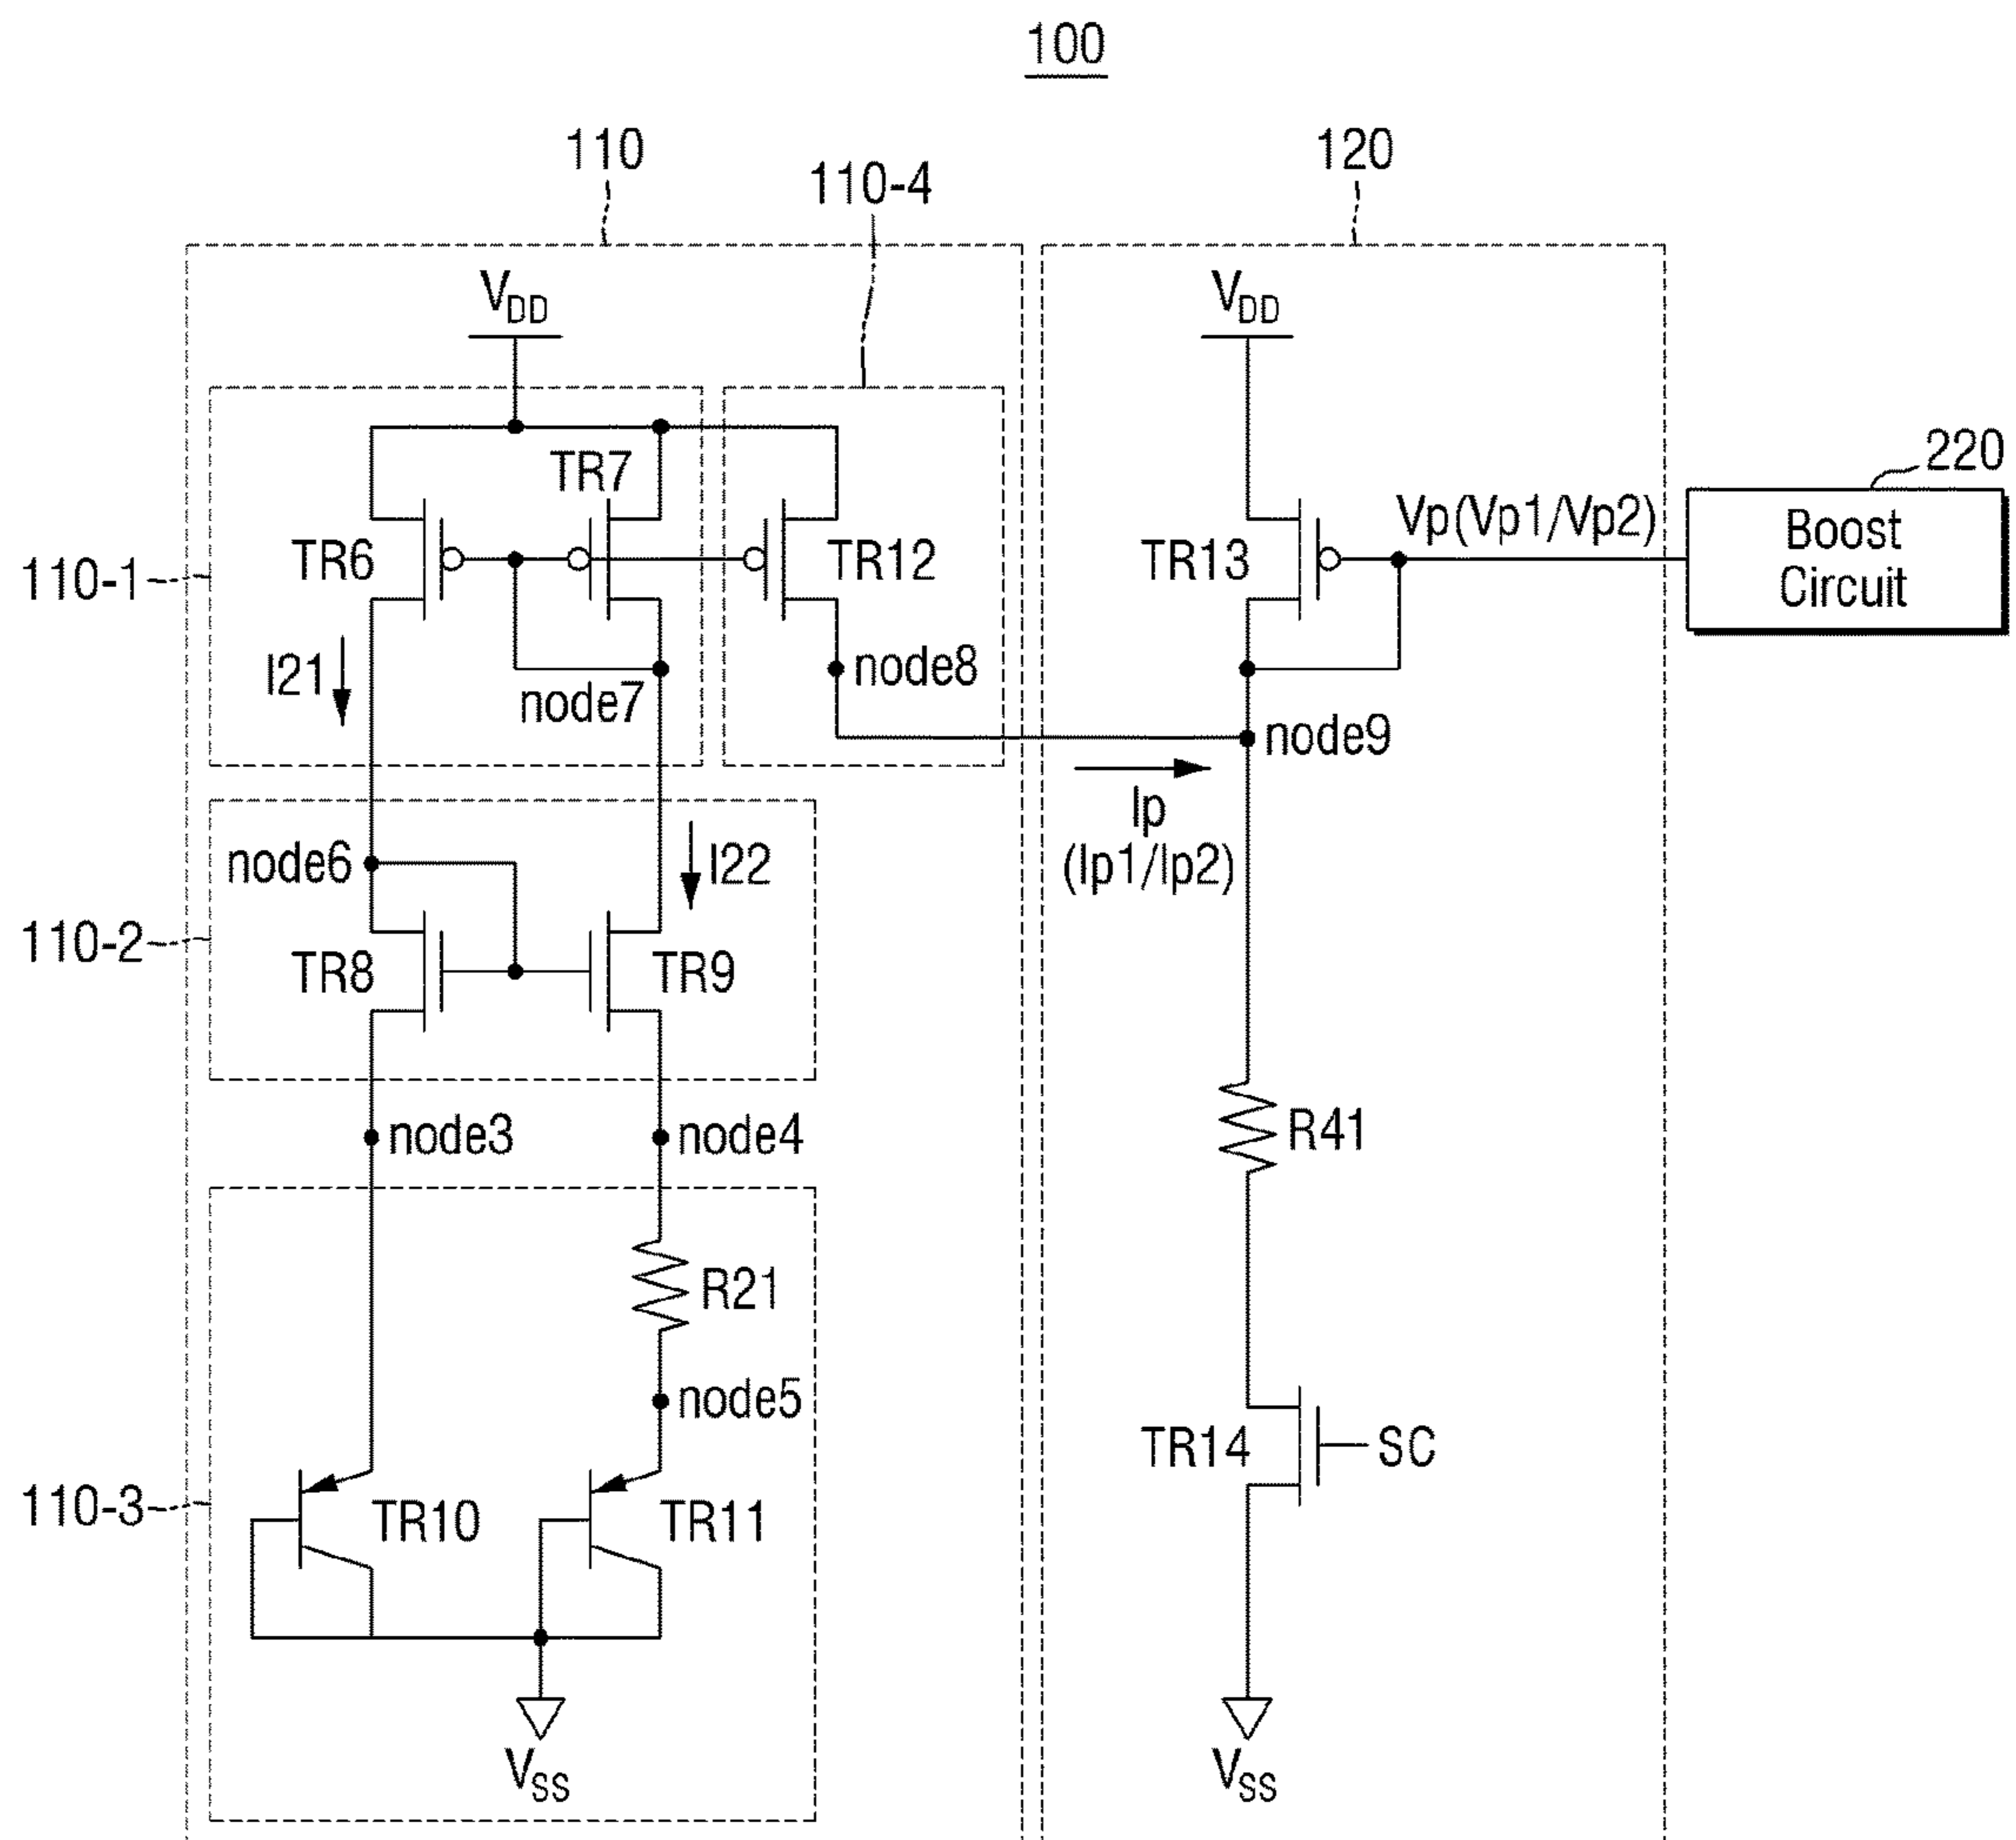 100
110
110-4
120
VDD
VDD
220
TR7
TR6
TR12
TR13
Vp(Vp1/Vp2)
Boost
Circuit
110-1
I21
node7
node8
node9
Ip
(Ip1/Ip2)
node6
I22
110-2
TR8
TR9
node3
node4
R41
R21
node5
TR14
SC
110-3
TR10
TR11
VSS
VSS